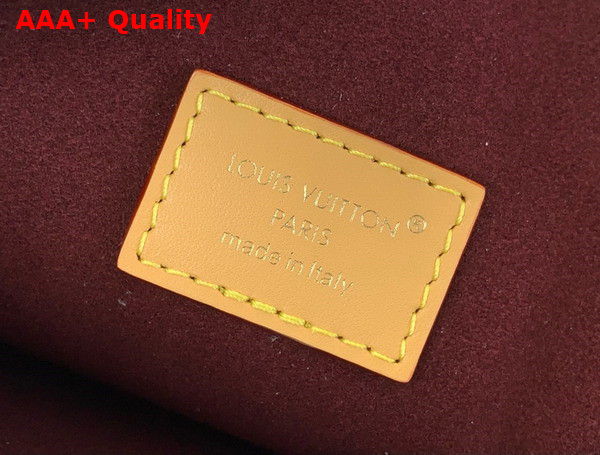 AAA+ Quality
LOUIS VUITTON®
PARIS
made in Italy